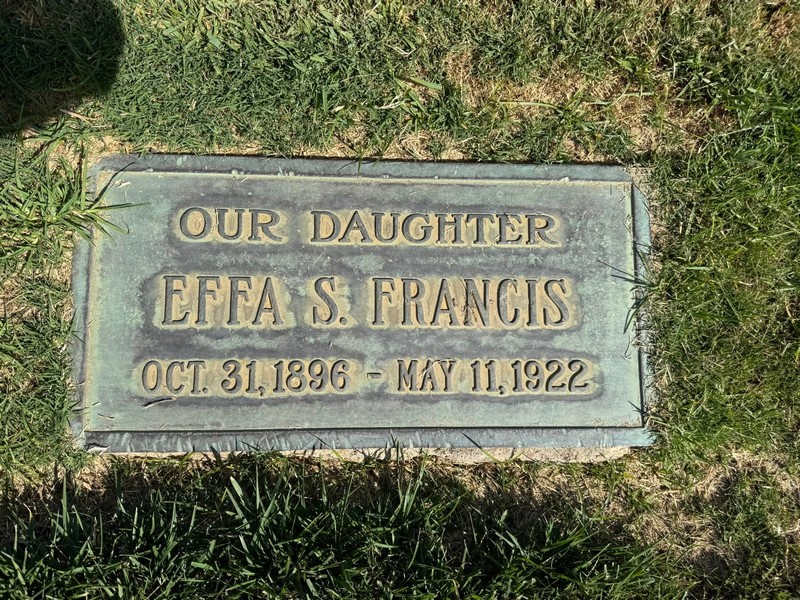 OUR DAUGHTER
EFFA S. FRANCIS
OCT. 31, 1896 - MAY 11, 1922